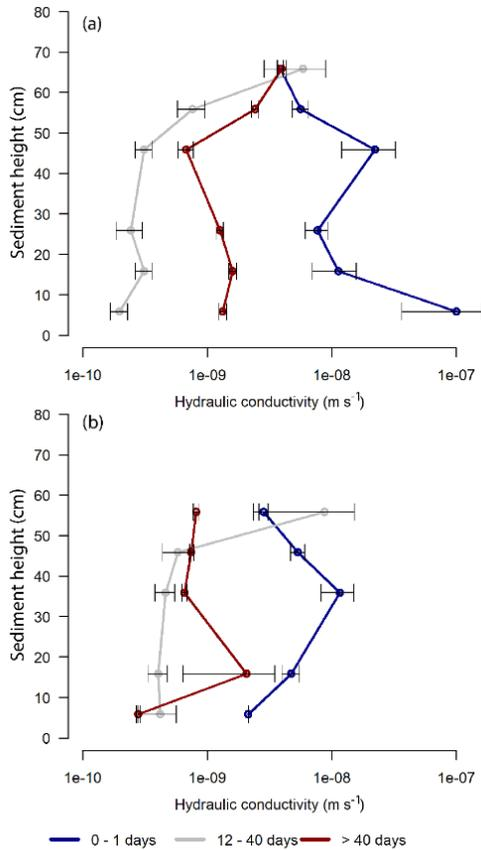 (a)
80
70
60
50
40
30
20
10
0
Sediment height (cm)
1e-10 1e-09 1e-08 1e-07
Hydraulic conductivity (m s⁻¹)
(b)
80
70
60
50
40
30
20
10
0
Sediment height (cm)
1e-10 1e-09 1e-08 1e-07
Hydraulic conductivity (m s⁻¹)
0 - 1 days 12 - 40 days > 40 days